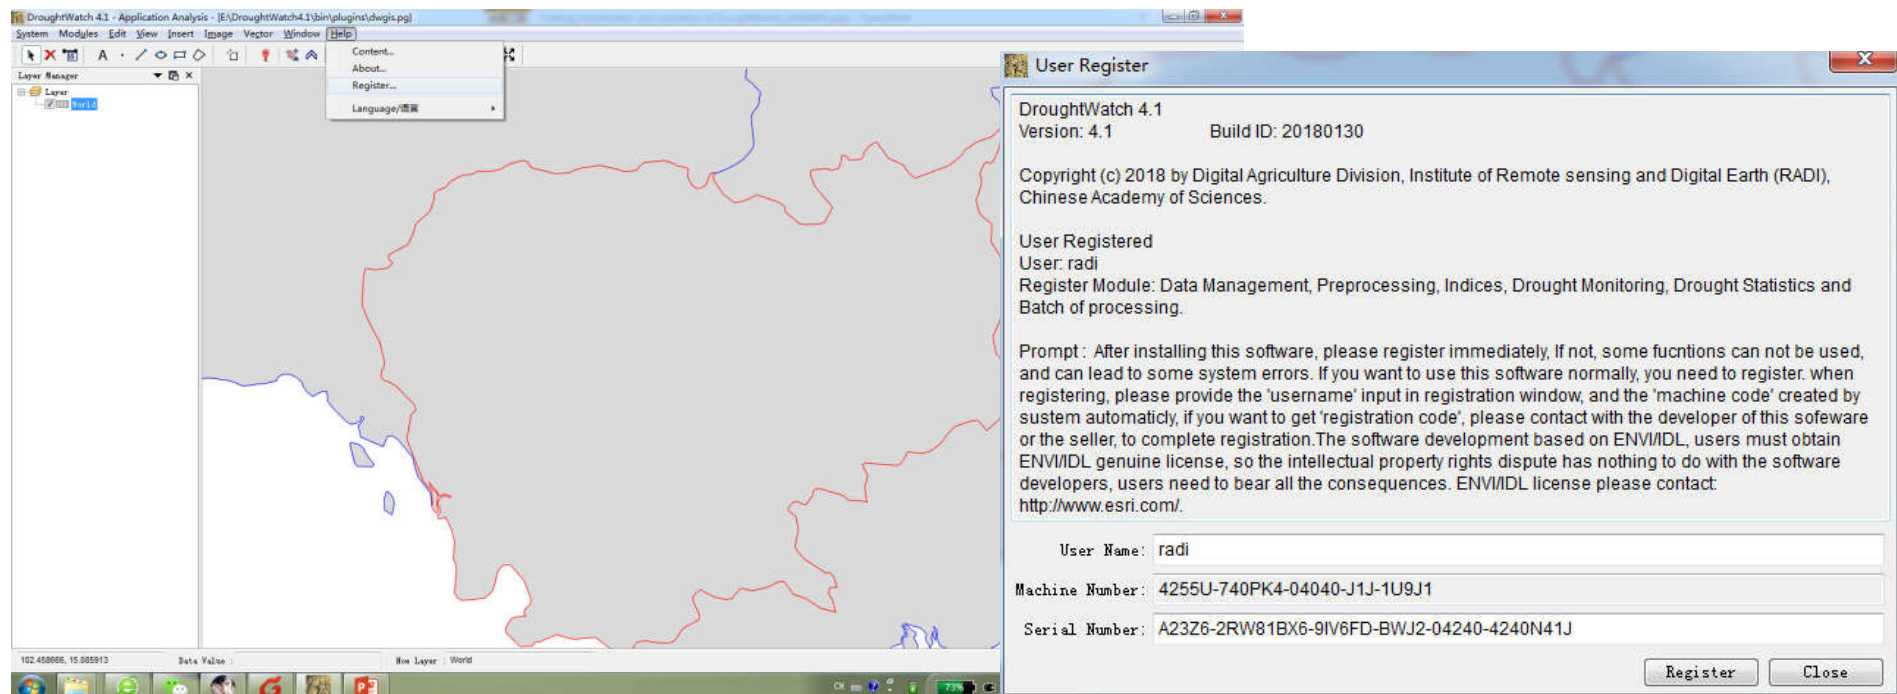 DroughtWatch 4.1 - Application Analysis - [E:\DroughtWatch4.1\bin\plugins\dwgis.pg]
System Modules Edit View Insert Image Vector Window Help
A
Layer Manager
Layer
World
Content...
About...
Register...
Language/语言
102.458666, 15.085913
Data Value :
Now Layer : World
CH
73%
User Register
DroughtWatch 4.1
Version: 4.1 Build ID: 20180130
Copyright (c) 2018 by Digital Agriculture Division, Institute of Remote sensing and Digital Earth (RADI),
Chinese Academy of Sciences.
User Registered
User: radi
Register Module: Data Management, Preprocessing, Indices, Drought Monitoring, Drought Statistics and
Batch of processing.
Prompt : After installing this software, please register immediately, If not, some fucntions can not be used,
and can lead to some system errors. If you want to use this software normally, you need to register. when
registering, please provide the 'username' input in registration window, and the 'machine code' created by
sustem automaticly, if you want to get 'registration code', please contact with the developer of this sofeware
or the seller, to complete registration.The software development based on ENVI/IDL, users must obtain
ENVI/IDL genuine license, so the intellectual property rights dispute has nothing to do with the software
developers, users need to bear all the consequences. ENVI/IDL license please contact:
http://www.esri.com/.
User Name: radi
Machine Number: 4255U-740PK4-04040-J1J-1U9J1
Serial Number: A23Z6-2RW81BX6-9IV6FD-BWJ2-04240-4240N41J
Register Close